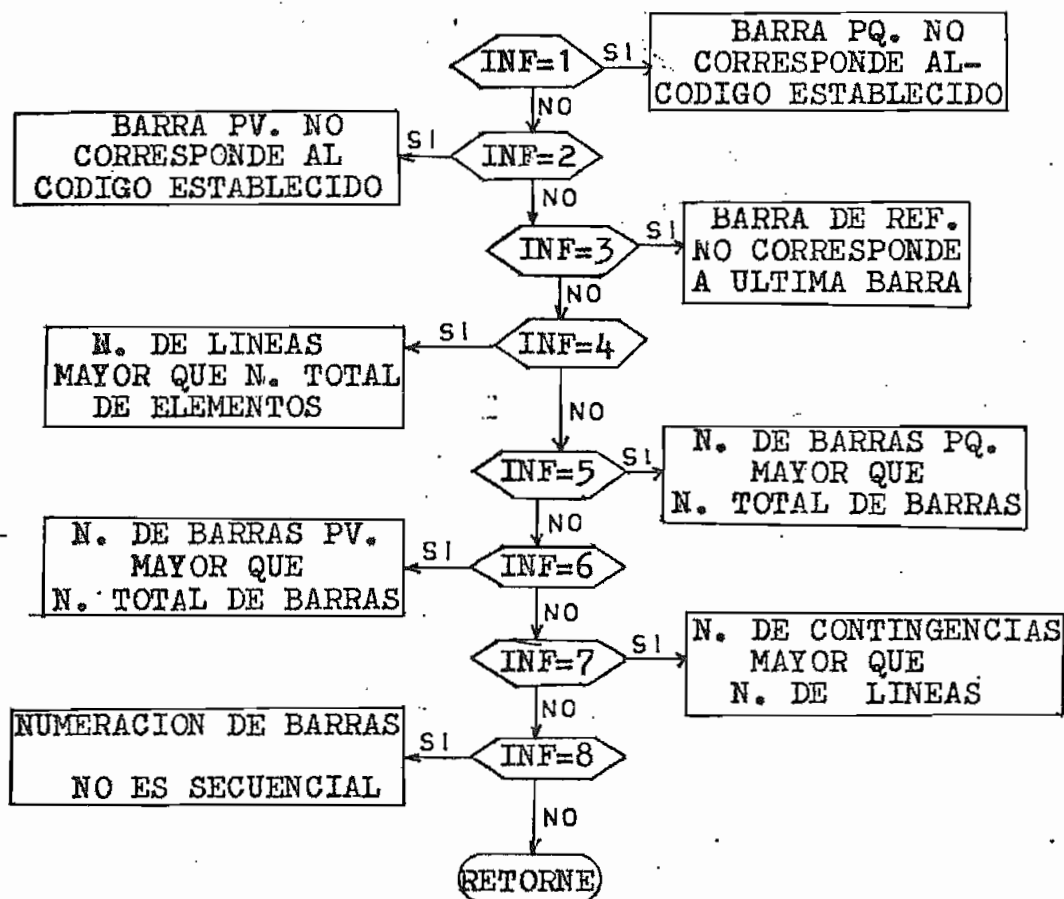 INF=1
SI
BARRA PQ. NO
CORRESPONDE AL-
CODIGO ESTABLECIDO
NO
BARRA PV. NO
CORRESPONDE AL
CODIGO ESTABLECIDO
SI
INF=2
NO
INF=3
SI
BARRA DE REF.
NO CORRESPONDE
A ULTIMA BARRA
NO
N. DE LINEAS
MAYOR QUE N. TOTAL
DE ELEMENTOS
SI
INF=4
NO
INF=5
SI
N. DE BARRAS PQ.
MAYOR QUE
N. TOTAL DE BARRAS
NO
N. DE BARRAS PV.
MAYOR QUE
N. TOTAL DE BARRAS
SI
INF=6
NO
INF=7
SI
N. DE CONTINGENCIAS
MAYOR QUE
N. DE LINEAS
NO
NUMERACION DE BARRAS
NO ES SECUENCIAL
SI
INF=8
NO
RETORNE